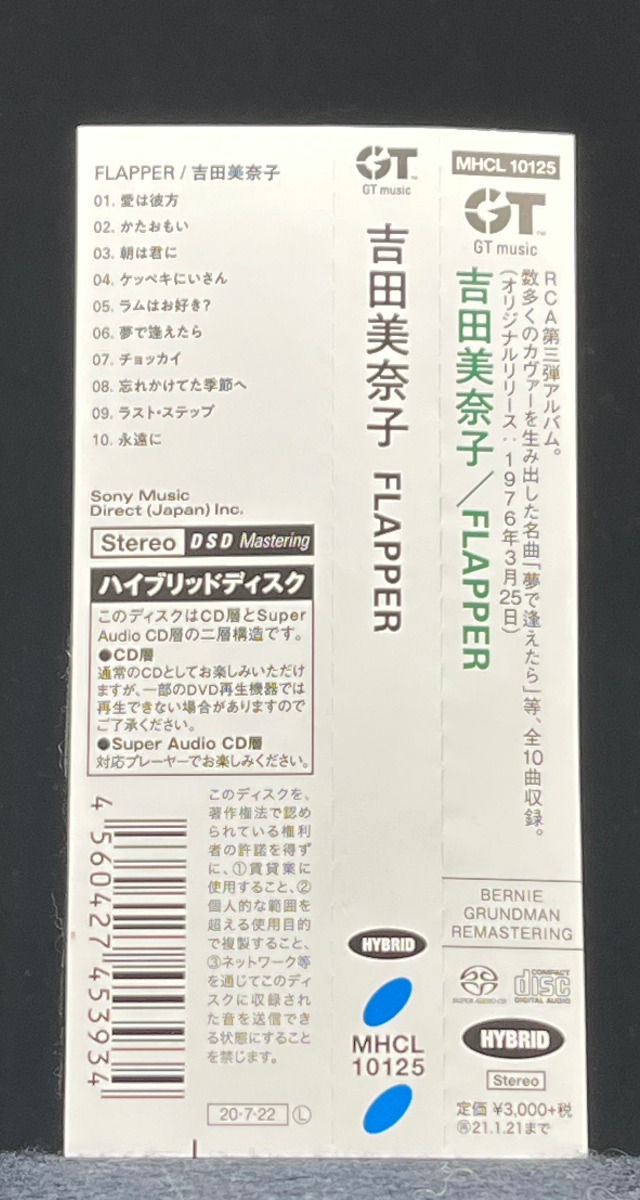 FLAPPER / 吉田美奈子
01. 愛は彼方
02. かたおもい
03. 朝は君に
04. ケッペキにいさん
05. ラムはお好き?
06. 夢で逢えたら
07. チョッカイ
08. 忘れかけてた季節へ
09. ラスト・ステップ
10. 永遠に
Sony Music
Direct (Japan) Inc.
Stereo DSD Mastering
ハイブリッドディスク
このディスクはCD層とSuper
Audio CD層の二層構造です。
●CD層
通常のCDとしてお楽しみいただけ
ますが、一部のDVD再生機器では
再生できない場合がありますので
ご了承ください。
●Super Audio CD層
対応プレーヤーでお楽しみください。
4 560427 453934
このディスクを、
著作権法で認め
られている権利
者の許諾を得ず
に、①賃貸業に
使用すること、②
個人的な範囲を
超える使用目的
で複製すること、
③ネットワーク等
を通じてこのディ
スクに収録され
た音を送信でき
る状態にすること
を禁じます。
20・7・22 Ⓛ
GT™
GT music
吉田美奈子 FLAPPER
HYBRID
MHCL
10125
MHCL 10125
GT™
GT music
RCA第三弾アルバム。
数多くのカヴァーを生み出した名曲「夢で逢えたら」等、全10曲収録。
(オリジナルリリース:1976年3月25日)
吉田美奈子/FLAPPER
BERNIE
GRUNDMAN
REMASTERING
SUPER AUDIO CD
COMPACT
disc
DIGITAL AUDIO
HYBRID
Stereo
定価 ¥3,000+税
㊢21.1.21まで